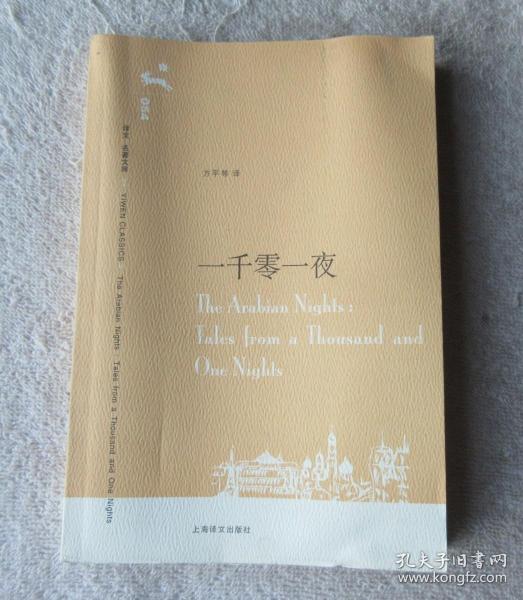 054
译文 名著文库 YIWEN CLASSICS The Arabian Nights Tales from a Thousand and One Nights
方平等 译
一千零一夜
The Arabian Nights:
Tales from a Thousand and
One Nights
上海译文出版社
孔夫子旧书网
www.kongfz.com